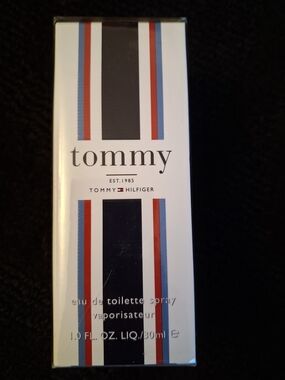 tommy
EST. 1985
TOMMY HILFIGER
eau de toilette spray
vaporisateur
1.0 FL. OZ. LIQ./30ml ℮